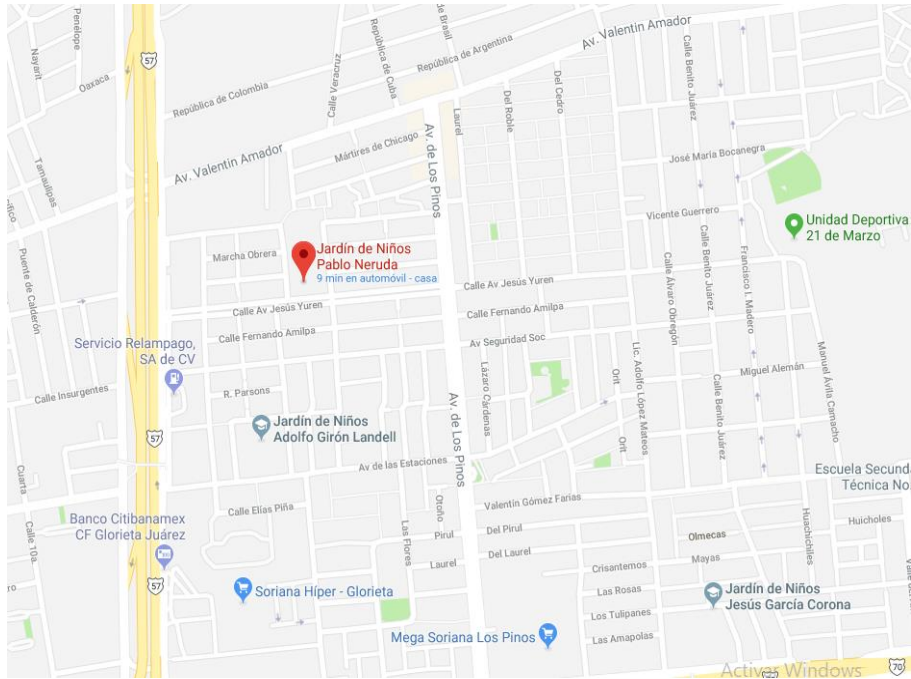 Penélope
Nayarit
Oaxaca
57
República de Colombia
Calle Veracruz
República de Cuba
de Brasil
República de Argentina
Av. Valentin Amador
Calle Benito Juárez
Laurel
Del Roble
Del Cedro
Mártires de Chicago
Av. Valentin Amador
Av. de Los Pinos
José María Bocanegra
Tamaulipas
Vicente Guerrero
Unidad Deportiva
21 de Marzo
Marcha Obrera
Jardín de Niños
Pablo Neruda
9 min en automóvil - casa
Puente de Calderón
Calle Av Jesús Yuren
Calle Av Jesús Yuren
Calle Fernando Amilpa
Calle Fernando Amilpa
Av Seguridad Soc
Calle Álvaro Obregón
Calle Benito Juárez
Francisco I. Madero
Servicio Relampago,
SA de CV
Calle Insurgentes
R. Parsons
Lázaro Cárdenas
Orit
Lic. Adolfo López Mateos
Miguel Alemán
Manuel Ávila Camacho
Jardín de Niños
Adolfo Girón Landell
Av. de Los Pinos
Calle Benito Juárez
Orit
57
Av de las Estaciones
Cuarta
Escuela Secund
Técnica No.
Calle Elías Piña
Otoño
Valentin Gómez Farias
Huachichiles
Huicholes
Banco Citibanamex
CF Glorieta Juárez
Las Flores
Pirul
Del Pirul
Olmecas
Calle 10a.
Laurel
Del Laurel
Mayas
Crisantemos
57
Soriana Híper - Glorieta
Las Rosas
Jardín de Niños
Jesús García Corona
Los Tulipanes
Mega Soriana Los Pinos
Las Amapolas
Activar Windows
70